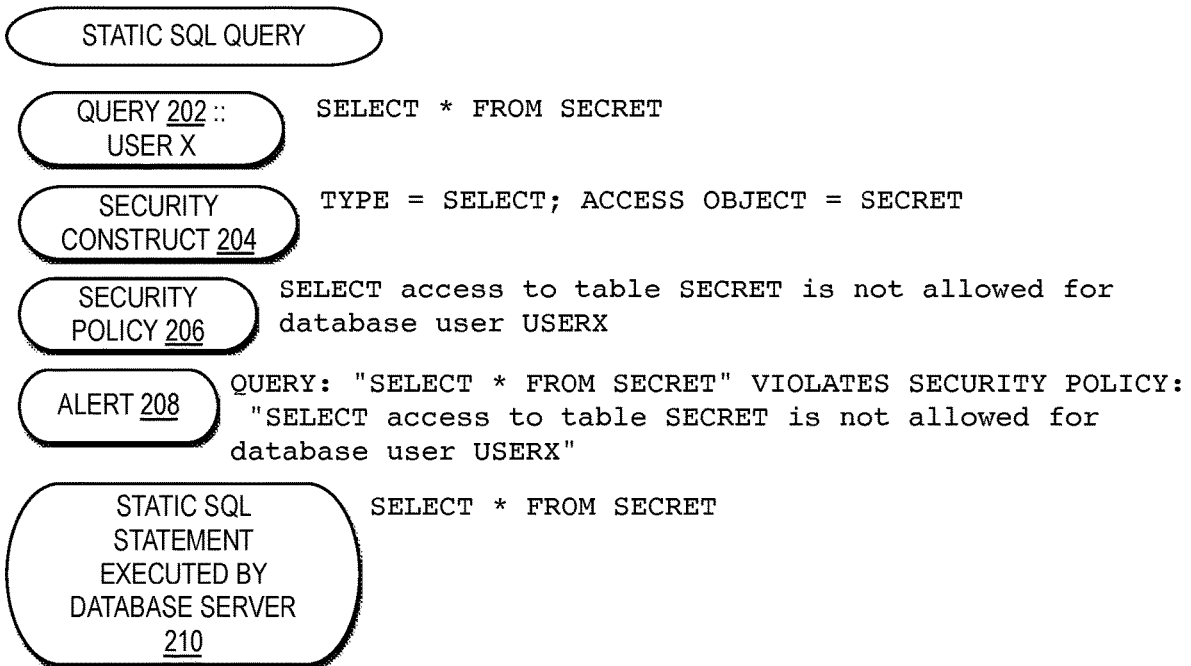 STATIC SQL QUERY
QUERY 202 ::
USER X
SELECT * FROM SECRET
SECURITY
CONSTRUCT 204
TYPE = SELECT; ACCESS OBJECT = SECRET
SECURITY
POLICY 206
SELECT access to table SECRET is not allowed for
database user USERX
ALERT 208
QUERY: "SELECT * FROM SECRET" VIOLATES SECURITY POLICY:
"SELECT access to table SECRET is not allowed for
database user USERX"
STATIC SQL
STATEMENT
EXECUTED BY
DATABASE SERVER
210
SELECT * FROM SECRET